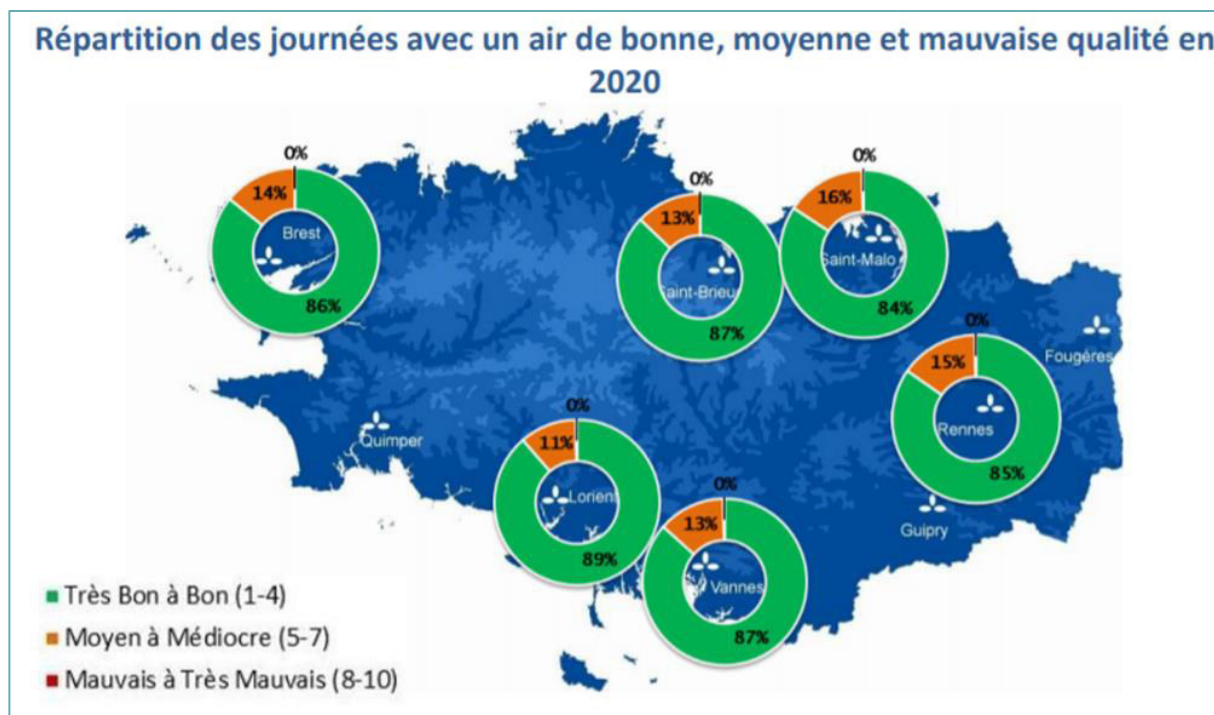 Répartition des journées avec un air de bonne, moyenne et mauvaise qualité en
2020
0%
14%
Brest
86%
0%
13%
Saint-Brieu
87%
0%
16%
Saint-Malo
84%
0%
15%
Rennes
85%
Fougères
Quimper
0%
11%
Lorient
89%
0%
13%
Vannes
87%
Guipry
Très Bon à Bon (1-4)
Moyen à Médiocre (5-7)
Mauvais à Très Mauvais (8-10)